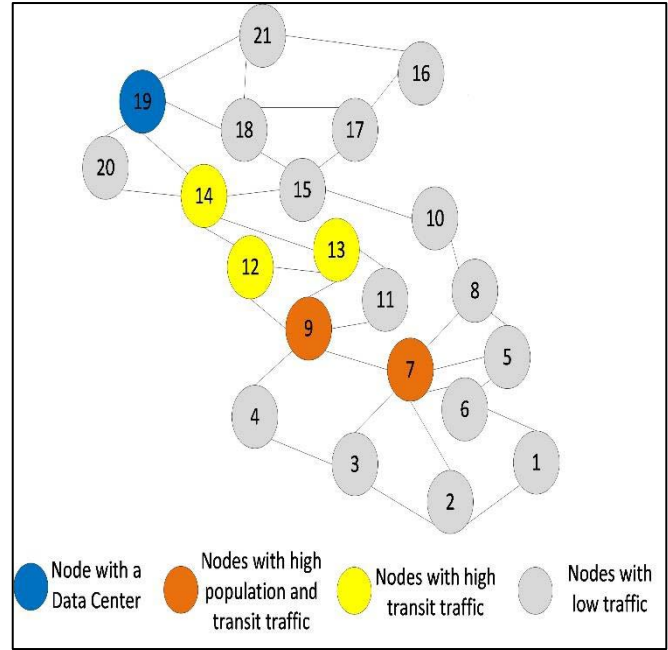 21
16
19
18
17
20
14
15
10
13
12
11
8
9
5
7
6
4
3
1
2
Node with a
Data Center
Nodes with high
population and
transit traffic
Nodes with high
transit traffic
Nodes with
low traffic